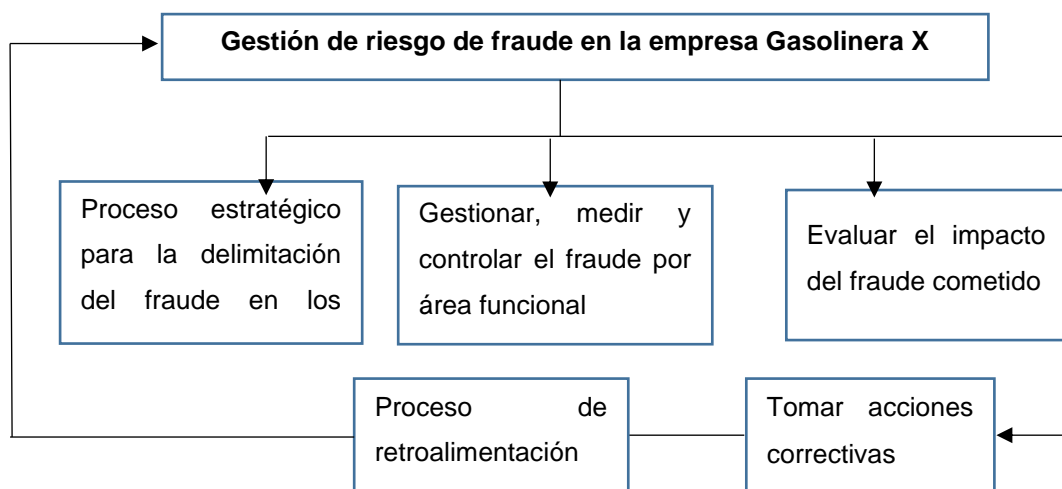 Gestión de riesgo de fraude en la empresa Gasolinera X
Proceso estratégico
para la delimitación
del fraude en los
Gestionar, medir y
controlar el fraude por
área funcional
Evaluar el impacto
del fraude cometido
Proceso de
retroalimentación
Tomar acciones
correctivas